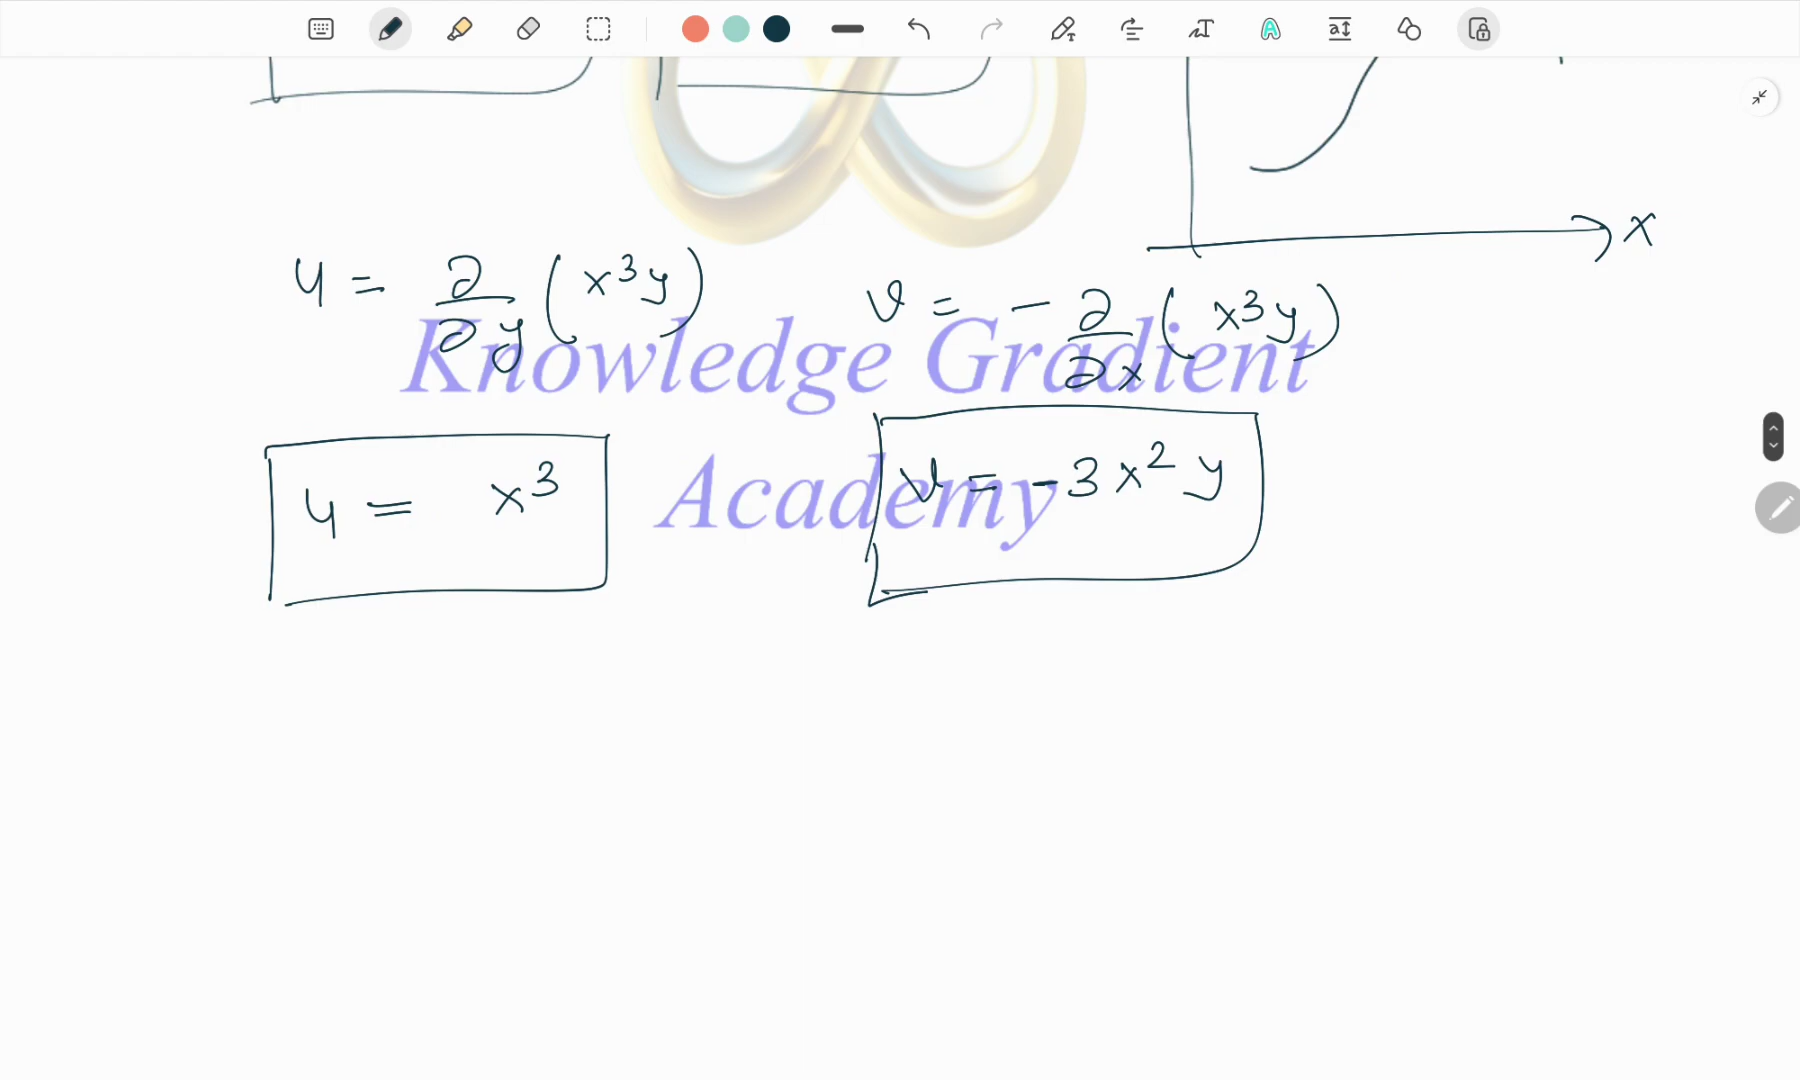 x
u = ∂/∂y (x³y)
v = - ∂/∂x (x³y)
Knowledge Gradient
Academy
u = x³
v = -3x²y